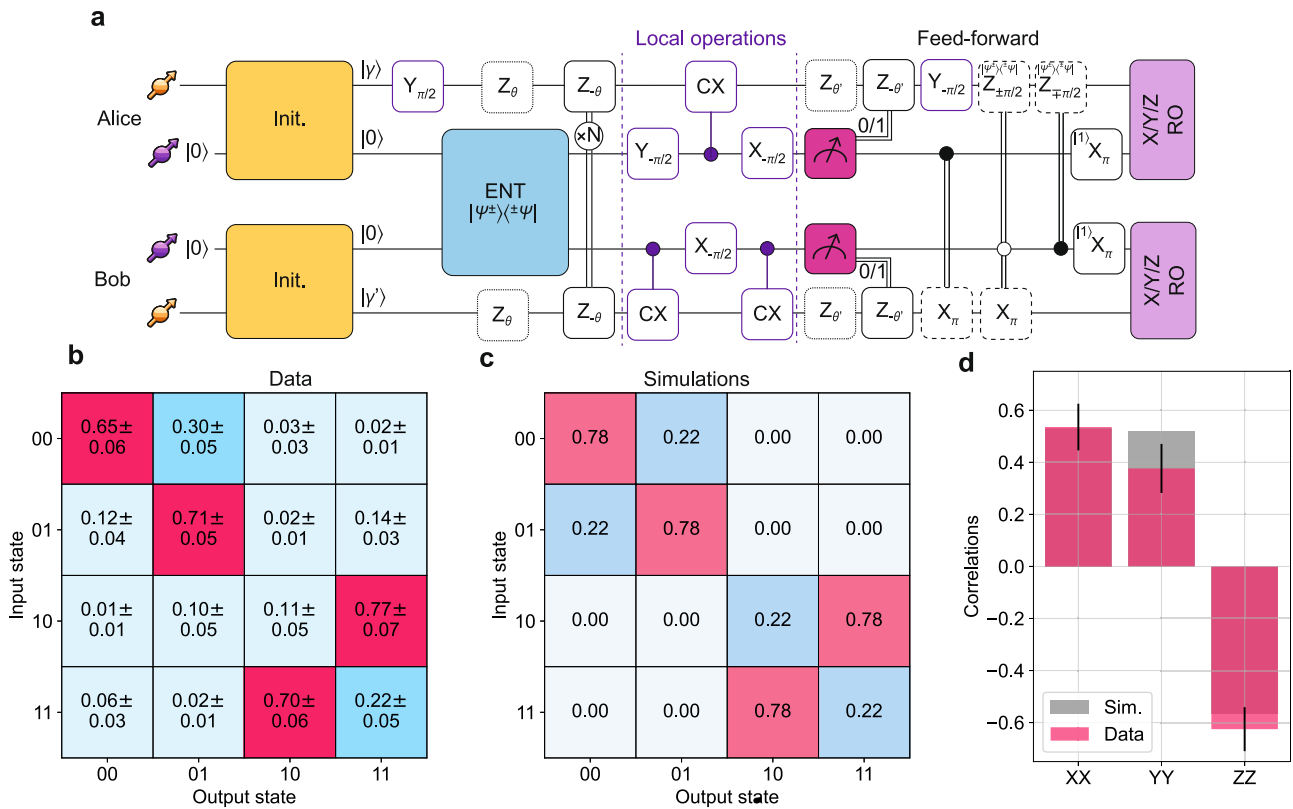 a
Local operations
Feed-forward
Alice
|0⟩
Init.
|γ⟩
|0⟩
Y_π/2
Z_θ
Z_-θ
×N
ENT
|Ψ±⟩⟨±Ψ|
CX
Y_-π/2
X_-π/2
Z_θ'
Z_-θ'
0/1
Y_-π/2
|Ψ±⟩⟨±Ψ|
Z_±π/2
|Ψ±⟩⟨±Ψ|
Z_∓π/2
|1⟩ X_π
X/Y/Z
RO
Bob
|0⟩
Init.
|0⟩
|γ'⟩
Z_θ
Z_-θ
CX
X_-π/2
CX
0/1
Z_θ'
Z_-θ'
X_π
X_π
|1⟩ X_π
X/Y/Z
RO
b
Data
Input state
00
0.65±
0.06
0.30±
0.05
0.03±
0.03
0.02±
0.01
01
0.12±
0.04
0.71±
0.05
0.02±
0.01
0.14±
0.03
10
0.01±
0.01
0.10±
0.05
0.11±
0.05
0.77±
0.07
11
0.06±
0.03
0.02±
0.01
0.70±
0.06
0.22±
0.05
00 01 10 11
Output state
c
Simulations
Input state
00 0.78 0.22 0.00 0.00
01 0.22 0.78 0.00 0.00
10 0.00 0.00 0.22 0.78
11 0.00 0.00 0.78 0.22
00 01 10 11
Output state
d
Correlations
0.6
0.4
0.2
0.0
−0.2
−0.4
−0.6
Sim.
Data
XX YY ZZ